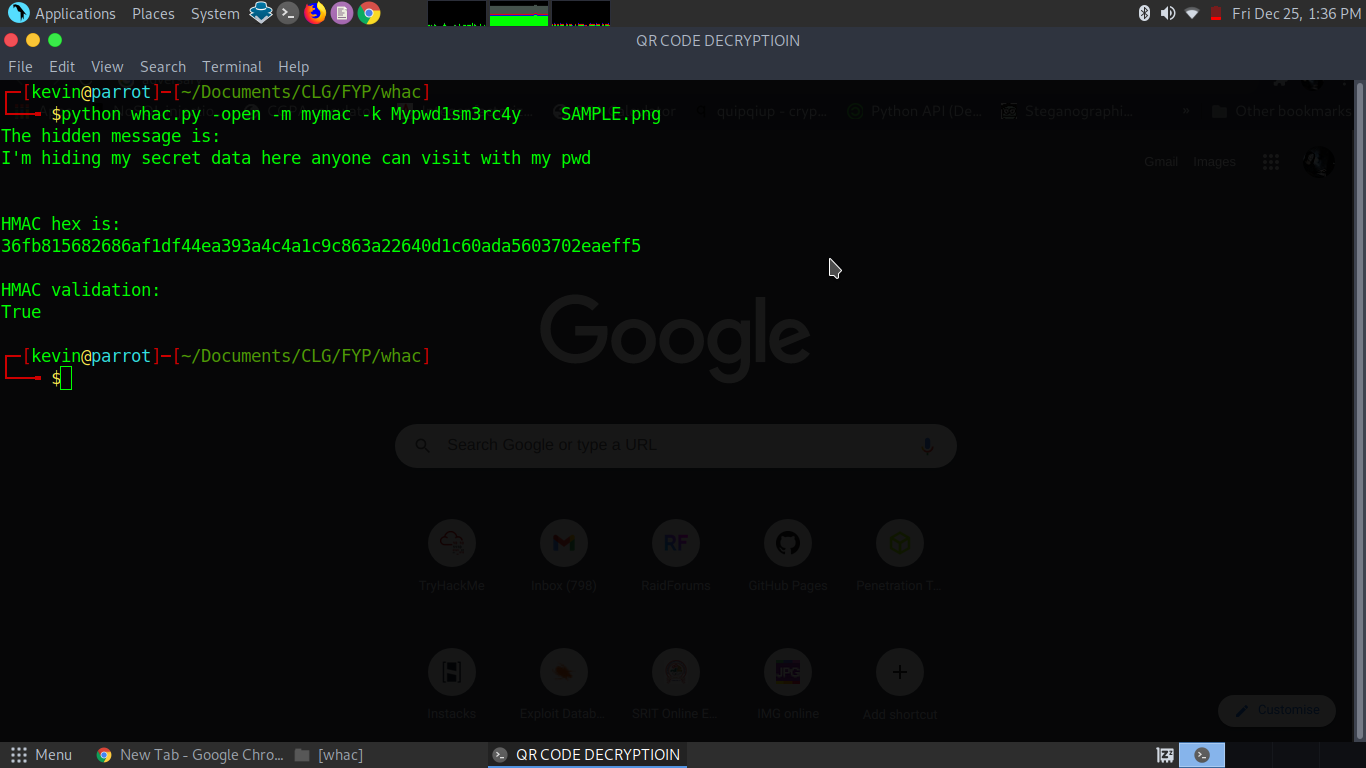 Applications Places System Fri Dec 25, 1:36 PM
QR CODE DECRYPTIOIN
File Edit View Search Terminal Help
┌─[kevin@parrot]─[~/Documents/CLG/FYP/whac]
└──╼ $python whac.py -open -m mymac -k Mypwd1sm3rc4y    SAMPLE.png
quipqiup - cryp... Python API (De... Steganographi... » Other bookmarks
The hidden message is:
I'm hiding my secret data here anyone can visit with my pwd
Gmail Images
HMAC hex is:
36fb815682686af1df44ea393a4c4a1c9c863a22640d1c60ada5603702eaeff5
HMAC validation:
True
┌─[kevin@parrot]─[~/Documents/CLG/FYP/whac]
└──╼ $
Google
Search Google or type a URL
RF
TryHackMe Inbox (798) RaidForums GitHub Pages Penetration T...
JPG
Instacks Exploit Datab... SRIT Online E... IMG online Add shortcut
Customise
Menu New Tab - Google Chro... [whac] QR CODE DECRYPTIOIN